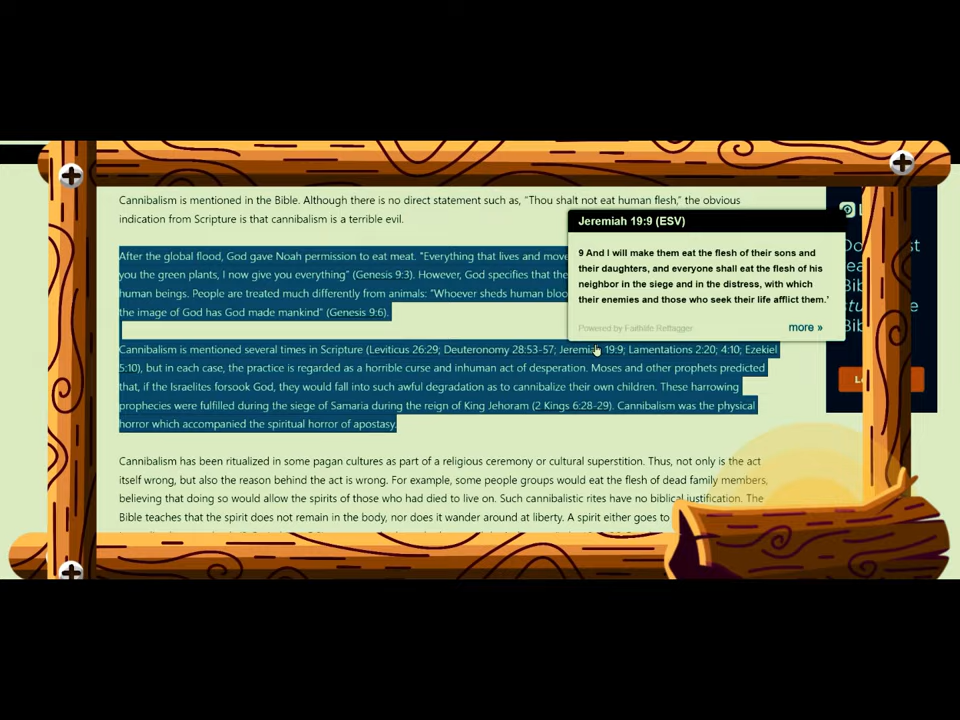 Cannibalism is mentioned in the Bible. Although there is no direct statement such as, “Thou shalt not eat human flesh,” the obvious
indication from Scripture is that cannibalism is a terrible evil.
After the global flood, God gave Noah permission to eat meat. "Everything that lives and
you the green plants, I now give you everything” (Genesis 9:3). However, God specifies that
human beings. People are treated much differently from animals: “Whoever sheds human
the image of God has God made mankind” (Genesis 9:6).
Jeremiah 19:9 (ESV)
9 And I will make them eat the flesh of their sons and
their daughters, and everyone shall eat the flesh of his
neighbor in the siege and in the distress, with which
their enemies and those who seek their life afflict them.’
Powered by Faithlife Reftagger
more »
Cannibalism is mentioned several times in Scripture (Leviticus 26:29; Deuteronomy 28:53-57; Jeremiah 19:9; Lamentations 2:20; 4:10; Ezekiel
5:10), but in each case, the practice is regarded as a horrible curse and inhuman act of desperation. Moses and other prophets predicted
that, if the Israelites forsook God, they would fall into such awful degradation as to cannibalize their own children. These harrowing
prophecies were fulfilled during the siege of Samaria during the reign of King Jehoram (2 Kings 6:28-29). Cannibalism was the physical
horror which accompanied the spiritual horror of apostasy.
Cannibalism has been ritualized in some pagan cultures as part of a religious ceremony or cultural superstition. Thus, not only is the act
itself wrong, but also the reason behind the act is wrong. For example, some people groups would eat the flesh of dead family members,
believing that doing so would allow the spirits of those who had died to live on. Such cannibalistic rites have no biblical justification. The
Bible teaches that the spirit does not remain in the body, nor does it wander around at liberty. A spirit either goes to